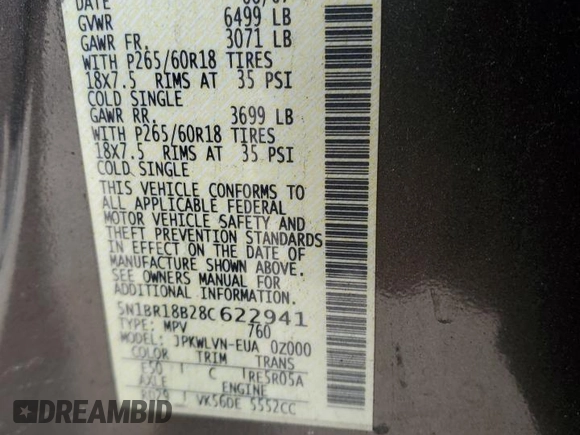 DATE
GVWR 6499 LB
GAWR FR. 3071 LB
WITH P265/60R18 TIRES
18X7.5 RIMS AT 35 PSI
COLD SINGLE
GAWR RR. 3699 LB
WITH P265/60R18 TIRES
18X7.5 RIMS AT 35 PSI
COLD SINGLE
THIS VEHICLE CONFORMS TO
ALL APPLICABLE FEDERAL
MOTOR VEHICLE SAFETY AND
THEFT PREVENTION STANDARDS
IN EFFECT ON THE DATE OF
MANUFACTURE SHOWN ABOVE.
SEE OWNERS MANUAL FOR
ADDITIONAL INFORMATION
5N1BR18B28C622941
TYPE: MPV 760
MODEL: JPKWLVN-EUA 0Z000
COLOR TRIM TRANS
E50 C RE5R05A
AXLE ENGINE
VK56DE 5552CC
DREAMBID